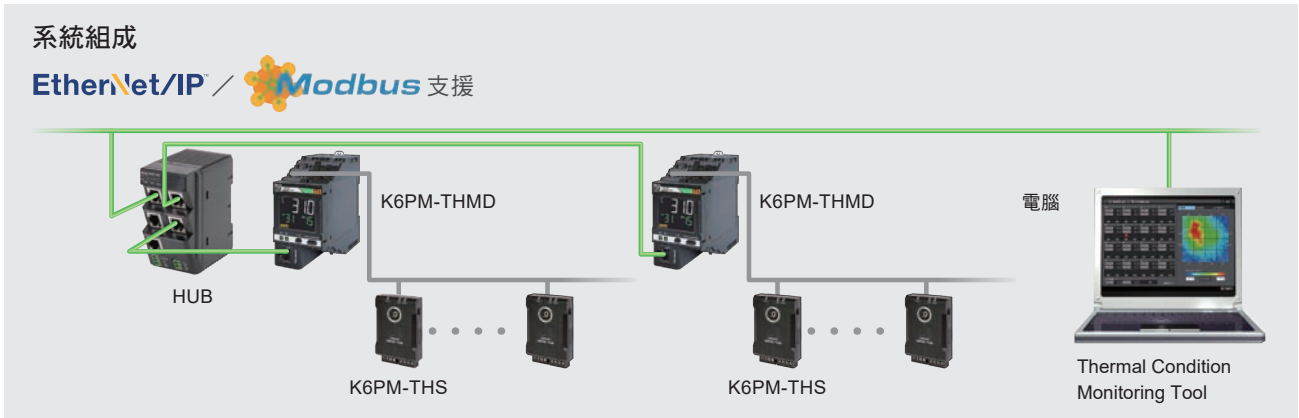 系統組成
EtherNet/IP™ / Modbus 支援
K6PM-THMD
K6PM-THMD
電腦
HUB
K6PM-THS
K6PM-THS
Thermal Condition
Monitoring Tool